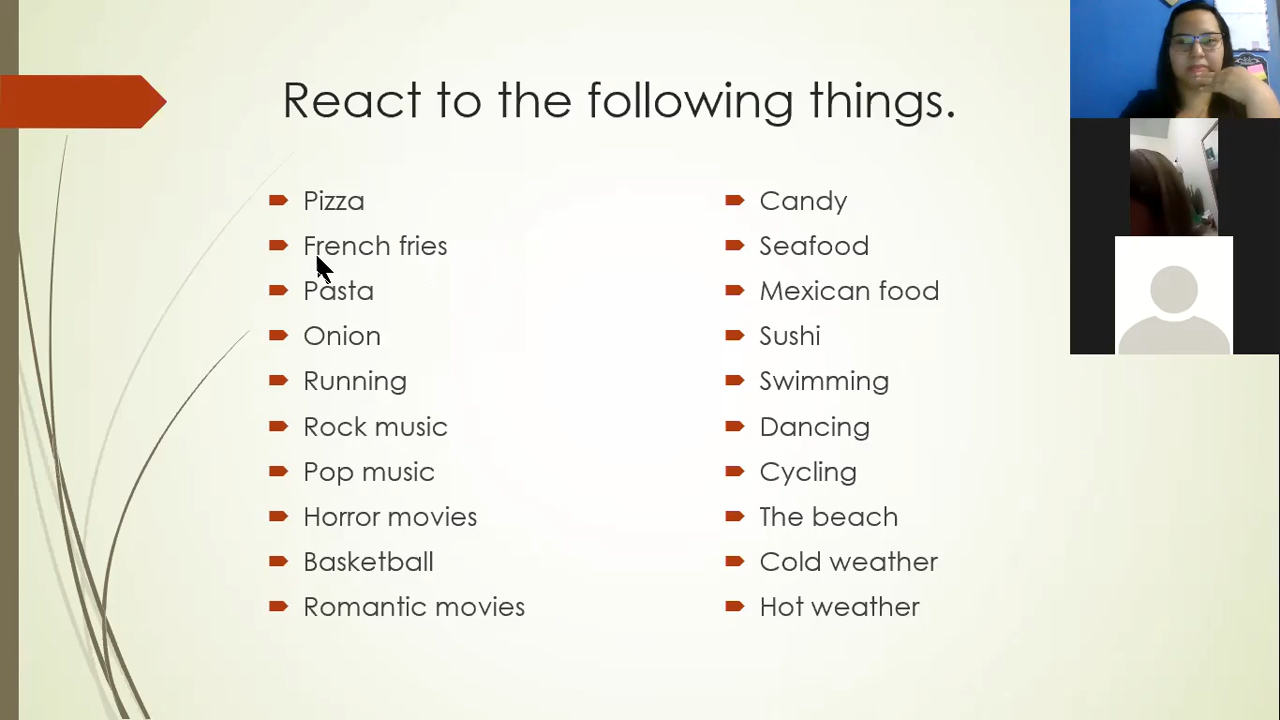 React to the following things.
Pizza
French fries
Pasta
Onion
Running
Rock music
Pop music
Horror movies
Basketball
Romantic movies
Candy
Seafood
Mexican food
Sushi
Swimming
Dancing
Cycling
The beach
Cold weather
Hot weather